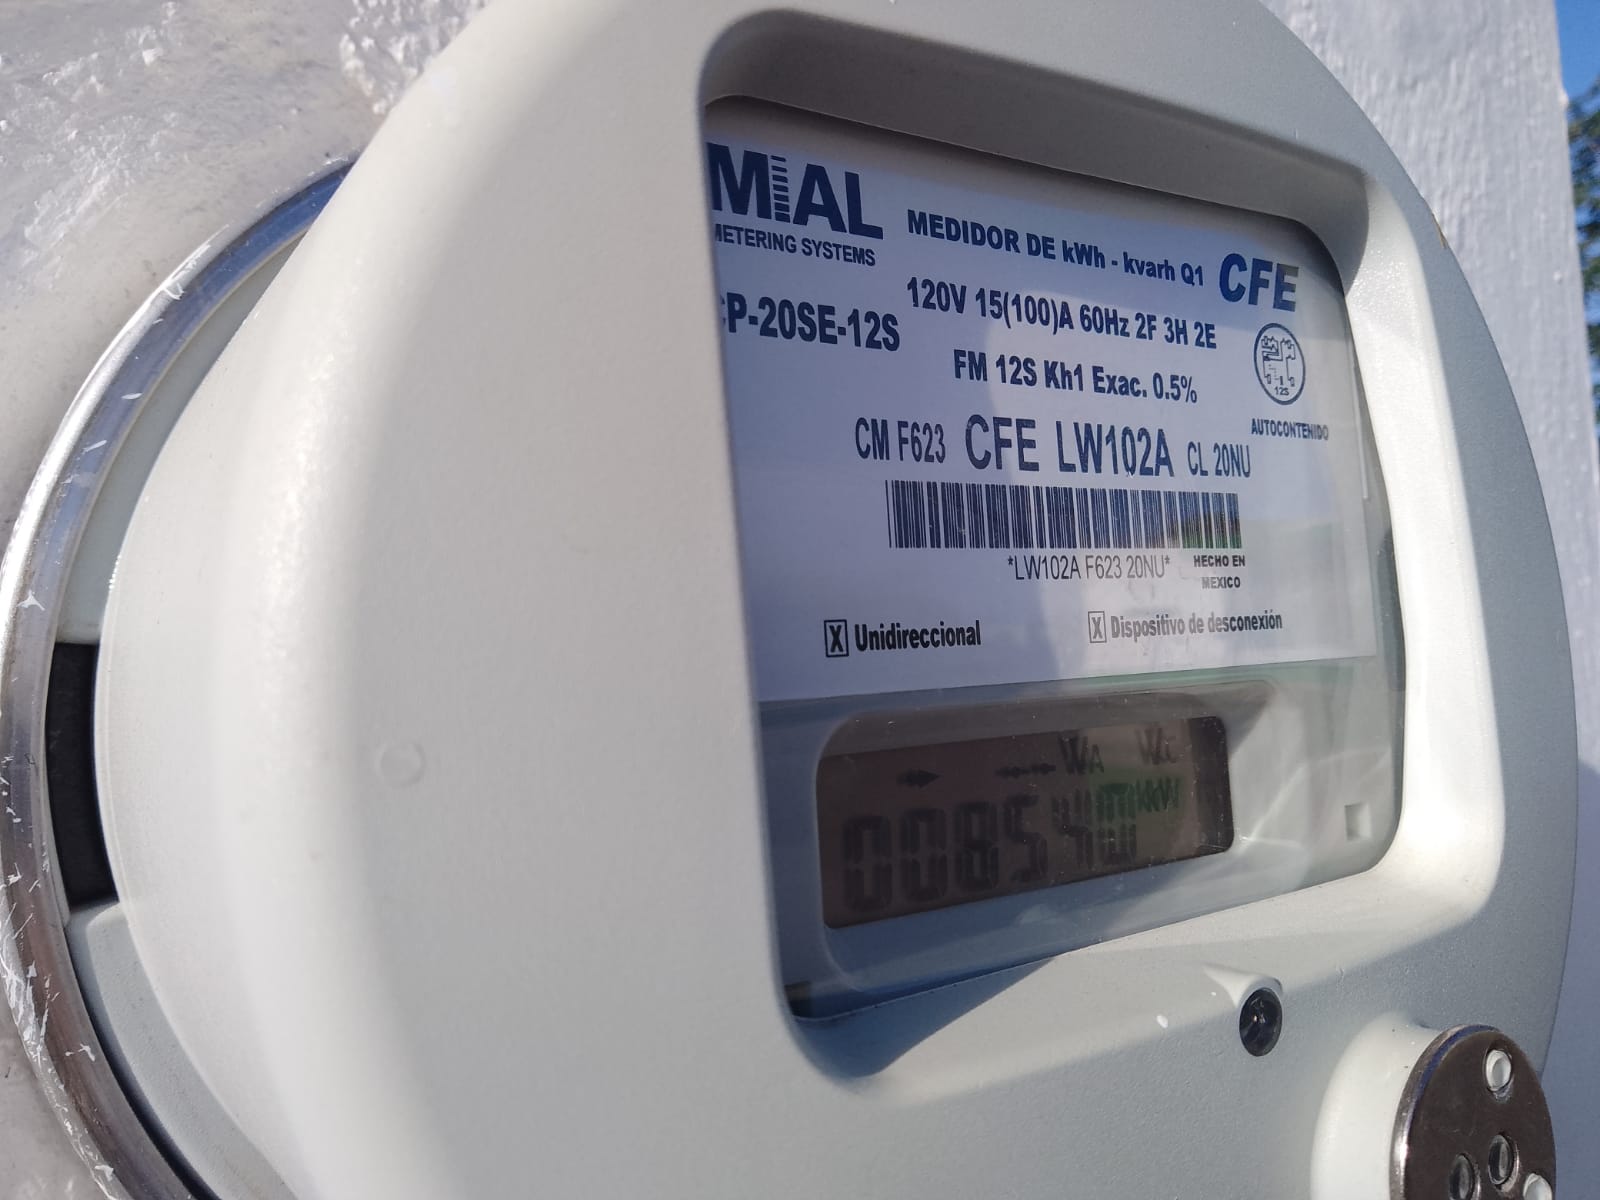 MIAL
METERING SYSTEMS
MEDIDOR DE kWh - kvarh Q1
CFE
P-20SE-12S
120V 15(100)A 60Hz 2F 3H 2E
FM 12S Kh1 Exac. 0.5%
12S
AUTOCONTENIDO
CM F623 CFE LW102A CL 20NU
*LW102A F623 20NU*
HECHO EN
MEXICO
X Unidireccional
X Dispositivo de desconexión
WA
00854